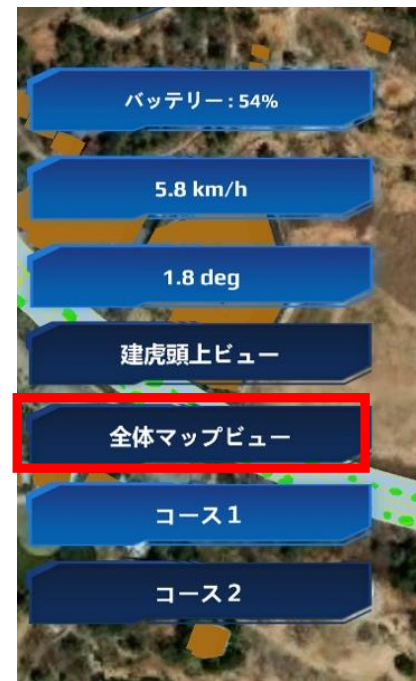 バッテリー : 54%
5.8 km/h
1.8 deg
建虎頭上ビュー
全体マップビュー
コース1
コース2